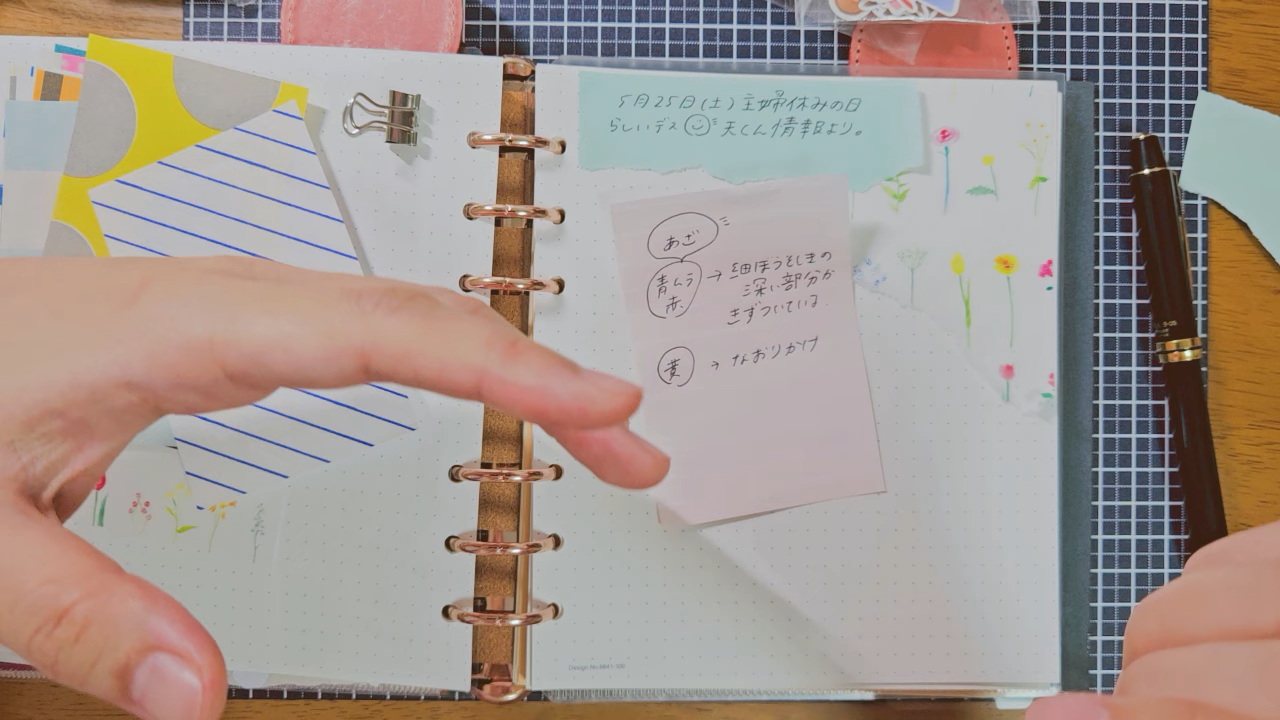 5月25日(土) 主婦休みの日
らしいデス 天くん情報より。
あざ
青ムラ
赤
→ 細ほうそしきの
深い部分が
きずついている
黄 → なおりかけ